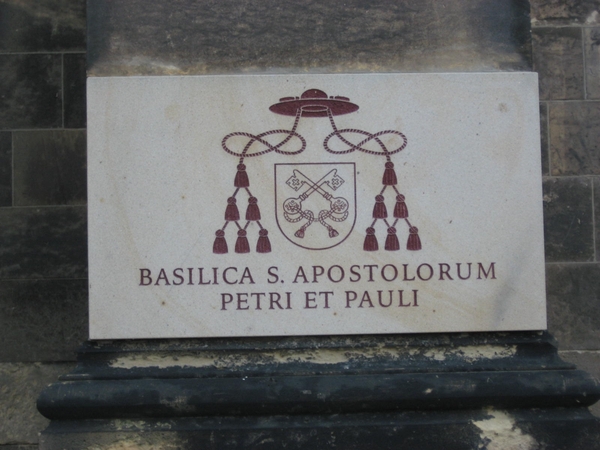 BASILICA S. APOSTOLORUM
PETRI ET PAULI